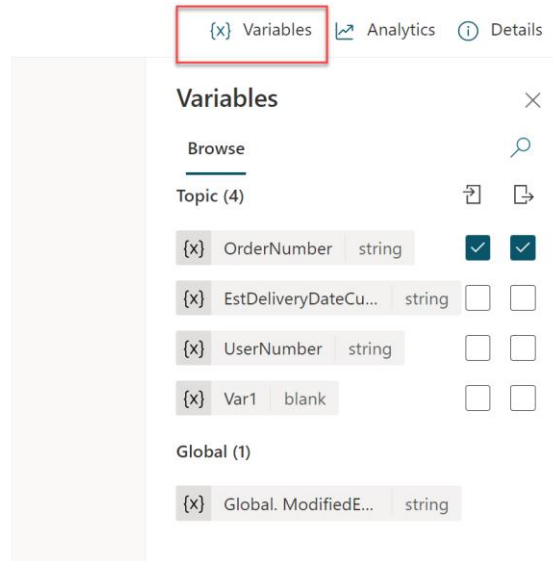 {x} Variables Analytics Details
Variables
Browse
Topic (4)
{x} OrderNumber string
{x} EstDeliveryDateCu... string
{x} UserNumber string
{x} Var1 blank
Global (1)
{x} Global. ModifiedE... string